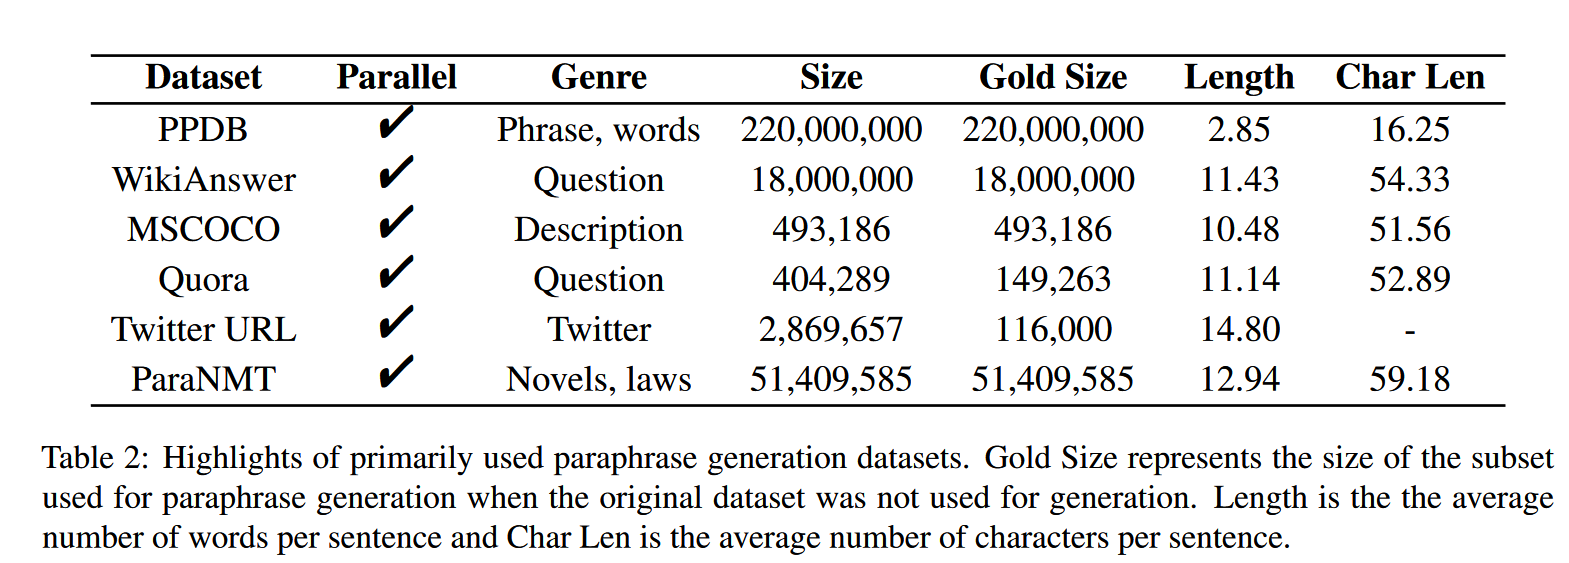 Dataset Parallel Genre Size Gold Size Length Char Len
PPDB ✔ Phrase, words 220,000,000 220,000,000 2.85 16.25
WikiAnswer ✔ Question 18,000,000 18,000,000 11.43 54.33
MSCOCO ✔ Description 493,186 493,186 10.48 51.56
Quora ✔ Question 404,289 149,263 11.14 52.89
Twitter URL ✔ Twitter 2,869,657 116,000 14.80 -
ParaNMT ✔ Novels, laws 51,409,585 51,409,585 12.94 59.18
Table 2: Highlights of primarily used paraphrase generation datasets. Gold Size represents the size of the subset
used for paraphrase generation when the original dataset was not used for generation. Length is the the average
number of words per sentence and Char Len is the average number of characters per sentence.